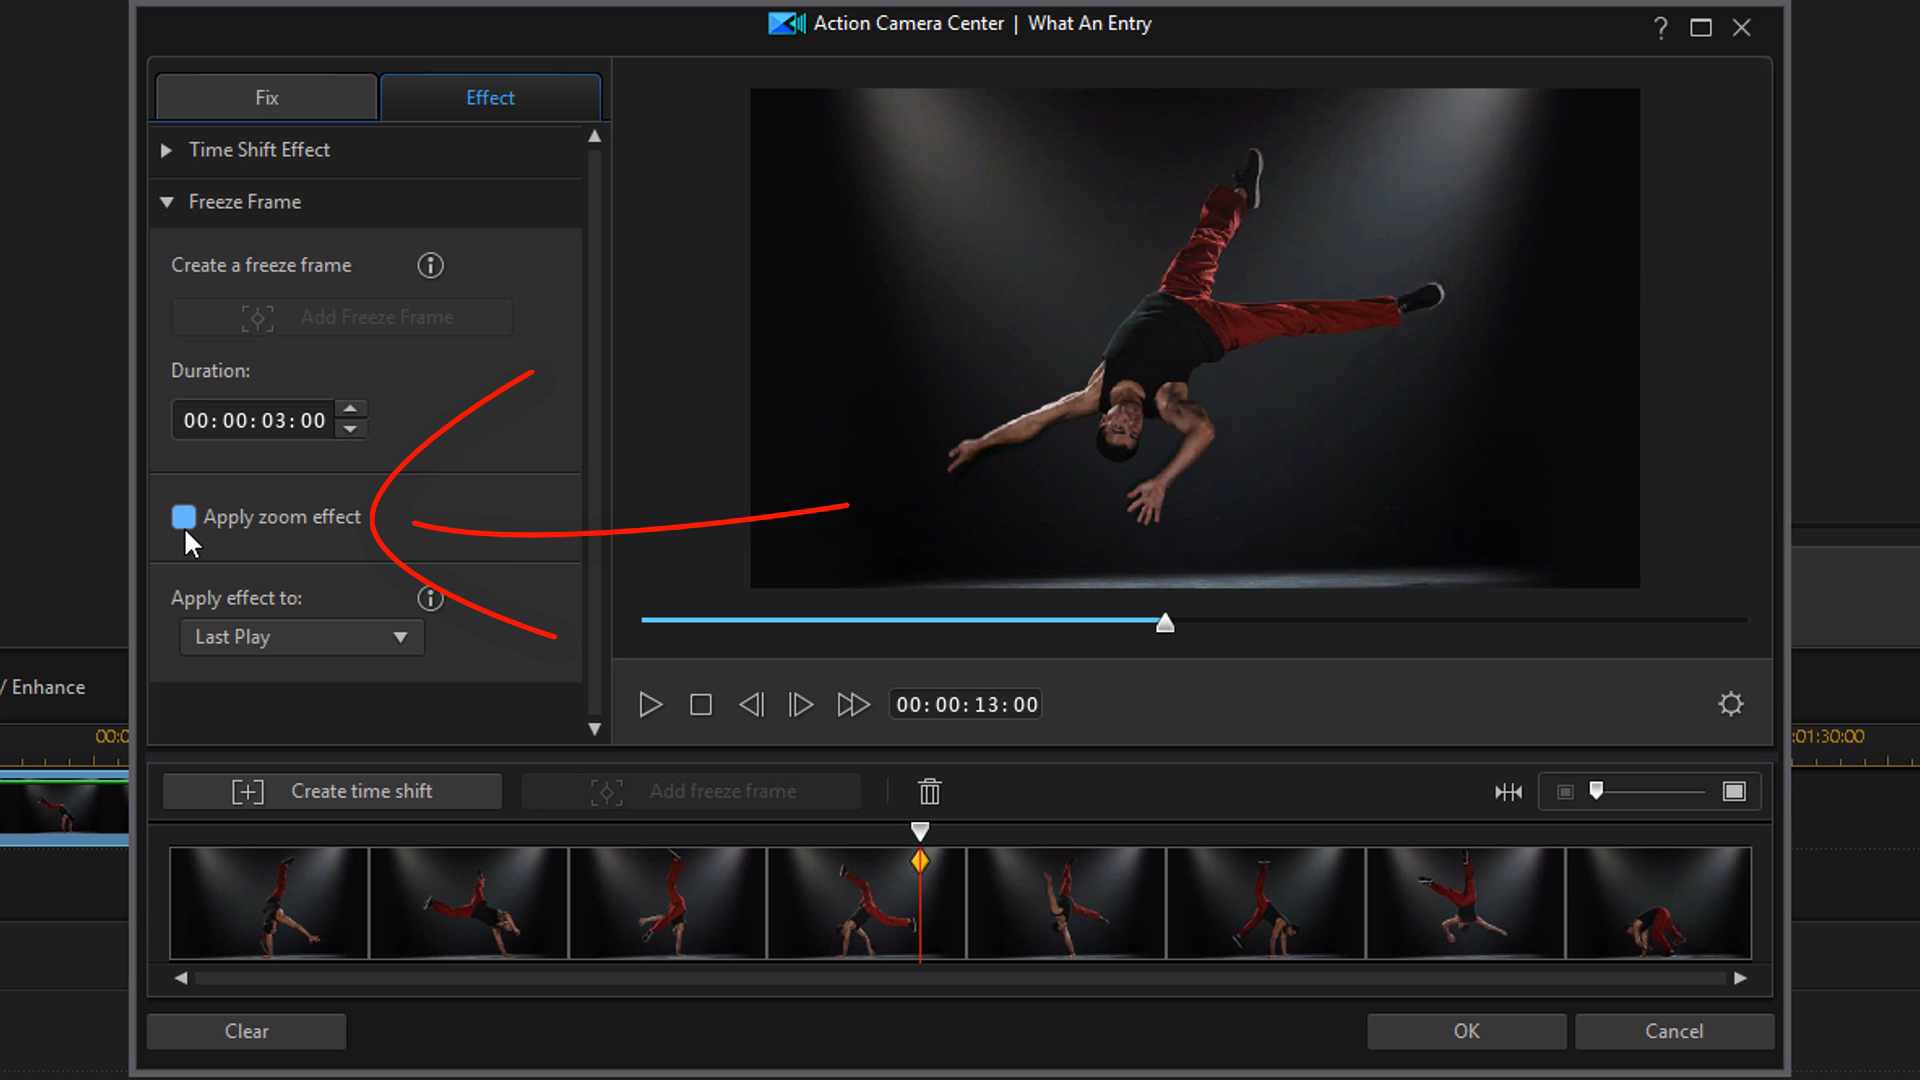 Action Camera Center | What An Entry
?
Fix
Effect
Time Shift Effect
Freeze Frame
Create a freeze frame
Add Freeze Frame
Duration:
00:00:03:00
Apply zoom effect
Apply effect to:
Last Play
00:00:13:00
/ Enhance
00:0
:01:30:00
Create time shift
Add freeze frame
Clear
OK
Cancel